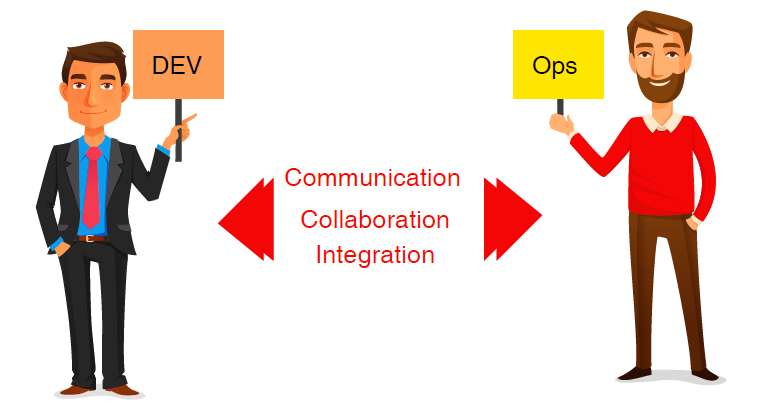 DEV
Ops
Communication
Collaboration
Integration